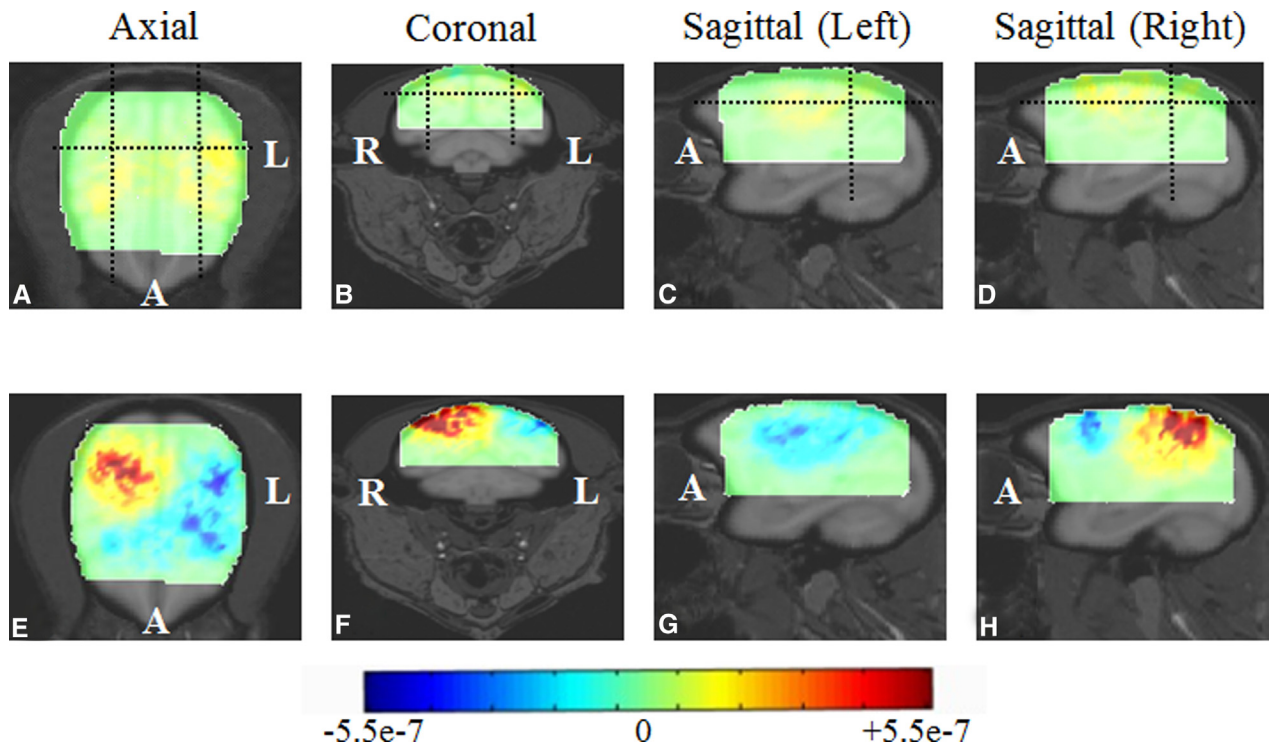 Axial Coronal Sagittal (Left) Sagittal (Right)
L R L A A
A A B C D
L R L A A
A
E F G H
-5.5e-7 0 +5.5e-7